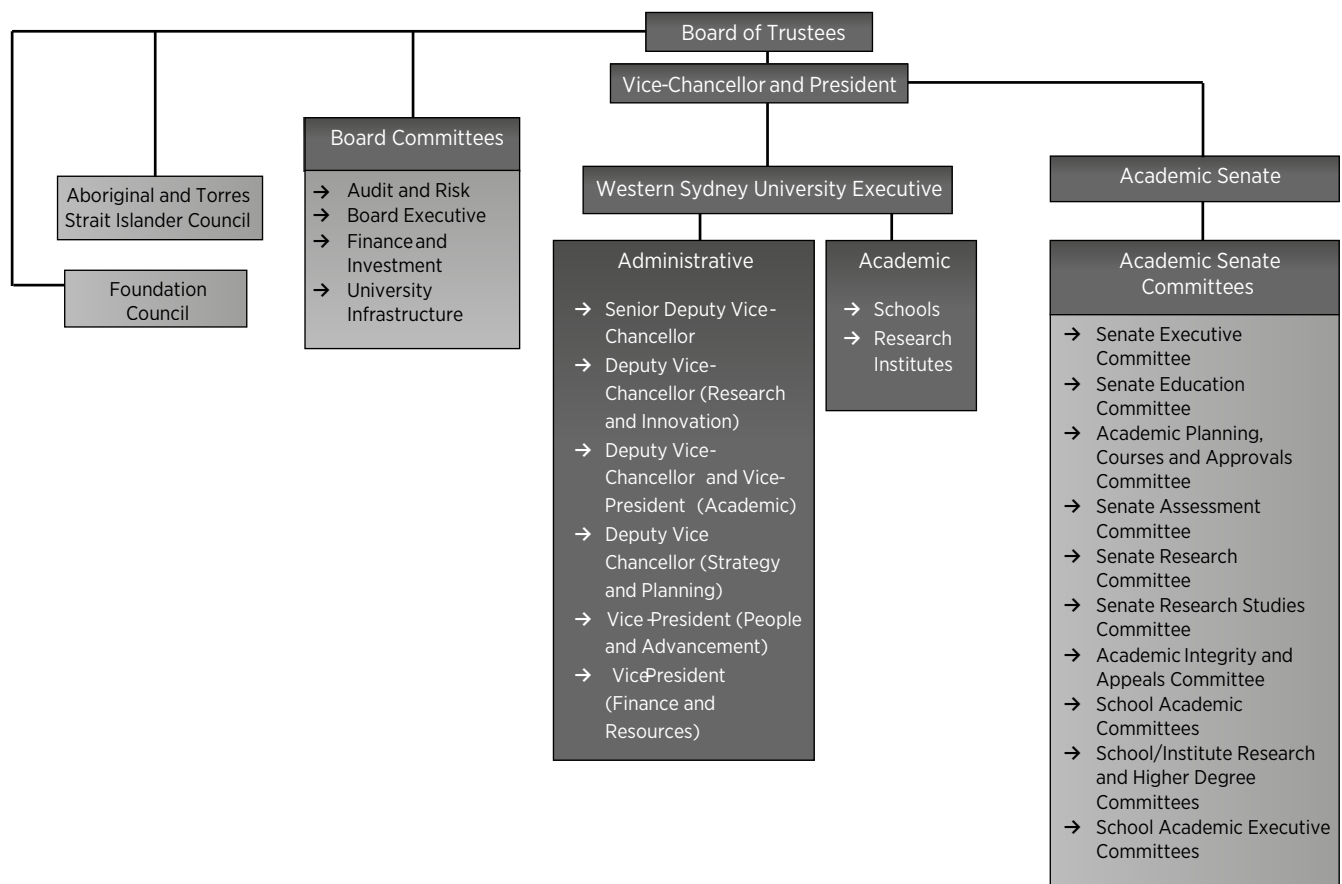 Board of Trustees
Vice-Chancellor and President
Board Committees
→ Audit and Risk
→ Board Executive
→ Finance and
Investment
→ University
Infrastructure
Aboriginal and Torres
Strait Islander Council
Foundation
Council
Western Sydney University Executive
Administrative
→ Senior Deputy Vice-
Chancellor
→ Deputy Vice-
Chancellor (Research
and Innovation)
→ Deputy Vice-
Chancellor and Vice-
President (Academic)
→ Deputy Vice
Chancellor (Strategy
and Planning)
→ Vice-President (People
and Advancement)
→ VicePresident
(Finance and
Resources)
Academic
→ Schools
→ Research
Institutes
Academic Senate
Academic Senate
Committees
→ Senate Executive
Committee
→ Senate Education
Committee
→ Academic Planning,
Courses and Approvals
Committee
→ Senate Assessment
Committee
→ Senate Research
Committee
→ Senate Research Studies
Committee
→ Academic Integrity and
Appeals Committee
→ School Academic
Committees
→ School/Institute Research
and Higher Degree
Committees
→ School Academic Executive
Committees